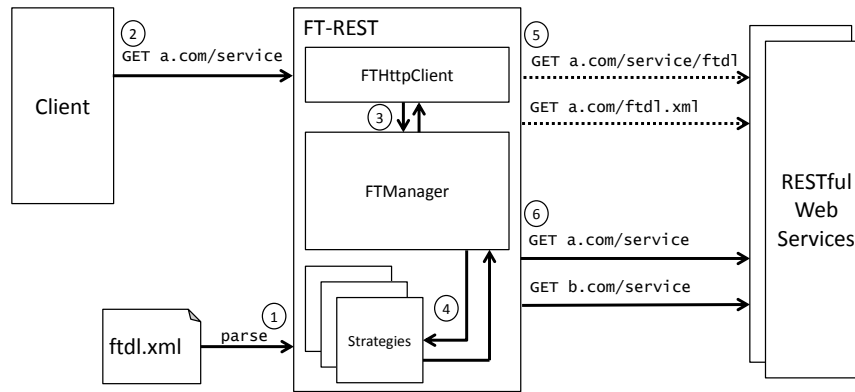 2
GET a.com/service
Client
FT-REST
FTHttpClient
3
FTManager
4
Strategies
1
parse
ftdl.xml
5
GET a.com/service/ftdl
GET a.com/ftdl.xml
6
GET a.com/service
GET b.com/service
RESTful
Web
Services